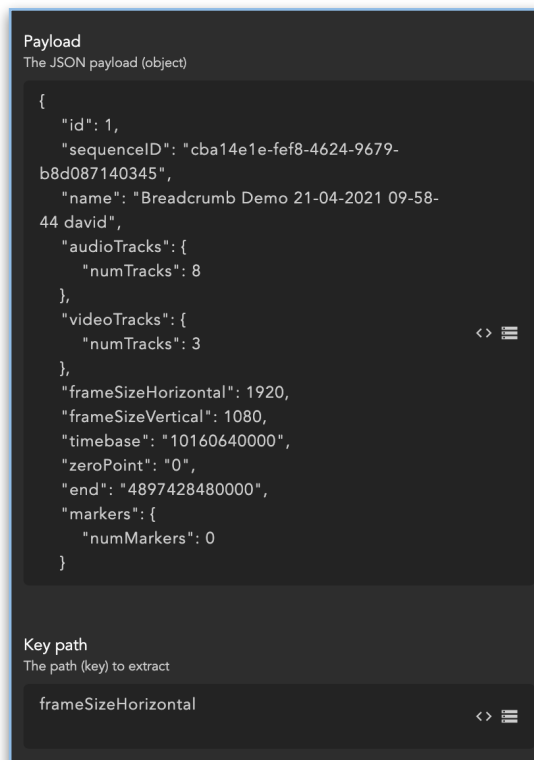 Payload
The JSON payload (object)
{
"id": 1,
"sequenceID": "cba14e1e-fef8-4624-9679-
b8d087140345",
"name": "Breadcrumb Demo 21-04-2021 09-58-
44 david",
"audioTracks": {
"numTracks": 8
},
"videoTracks": {
"numTracks": 3
},
"frameSizeHorizontal": 1920,
"frameSizeVertical": 1080,
"timebase": "10160640000",
"zeroPoint": "0",
"end": "4897428480000",
"markers": {
"numMarkers": 0
}
Key path
The path (key) to extract
frameSizeHorizontal